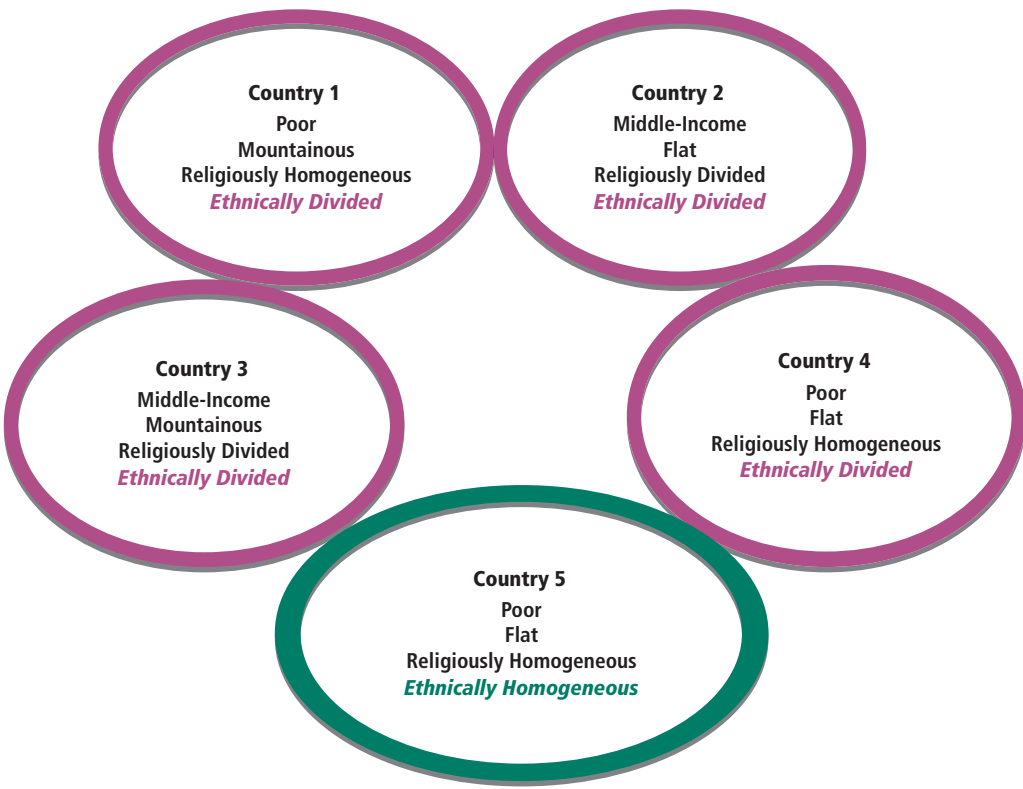 Country 1
Poor
Mountainous
Religiously Homogeneous
Ethnically Divided
Country 2
Middle-Income
Flat
Religiously Divided
Ethnically Divided
Country 3
Middle-Income
Mountainous
Religiously Divided
Ethnically Divided
Country 4
Poor
Flat
Religiously Homogeneous
Ethnically Divided
Country 5
Poor
Flat
Religiously Homogeneous
Ethnically Homogeneous